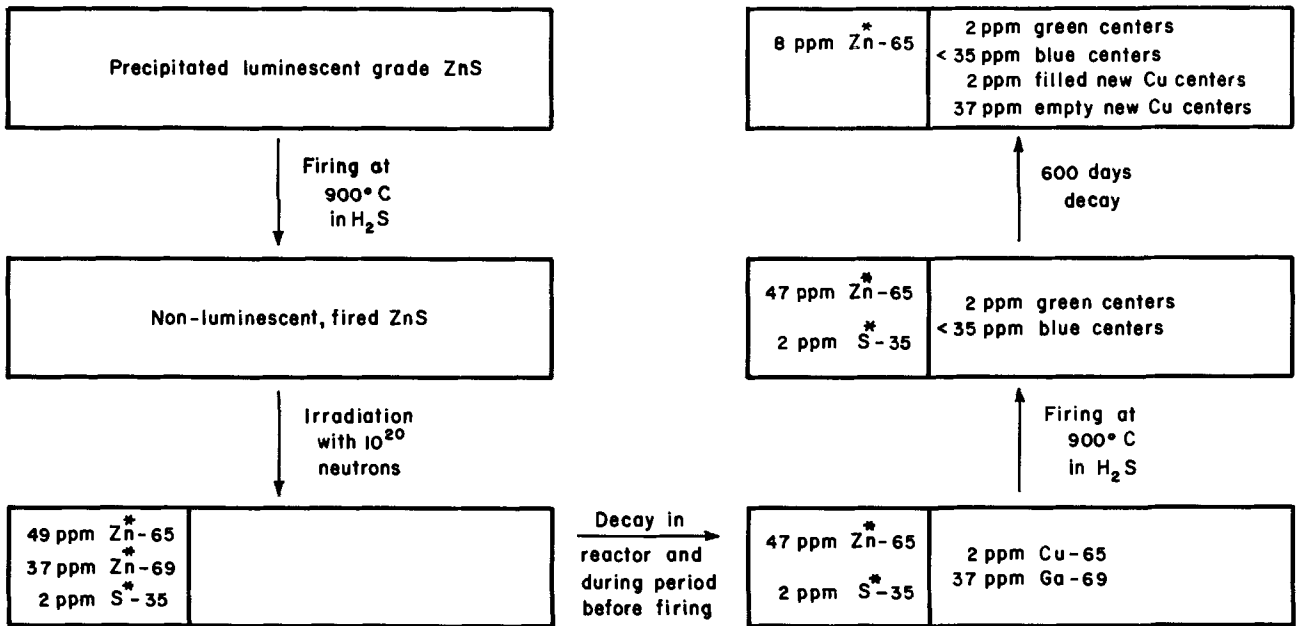 Precipitated luminescent grade ZnS
Firing at
900° C
in H₂S
Non-luminescent, fired ZnS
Irradiation
with 10²⁰
neutrons
49 ppm Zn*-65
37 ppm Zn*-69
2 ppm S*-35
Decay in
reactor and
during period
before firing
47 ppm Zn*-65
2 ppm S*-35
2 ppm Cu-65
37 ppm Ga-69
Firing at
900° C
in H₂S
47 ppm Zn*-65
2 ppm S*-35
2 ppm green centers
< 35 ppm blue centers
600 days
decay
8 ppm Zn*-65
2 ppm green centers
< 35 ppm blue centers
2 ppm filled new Cu centers
37 ppm empty new Cu centers